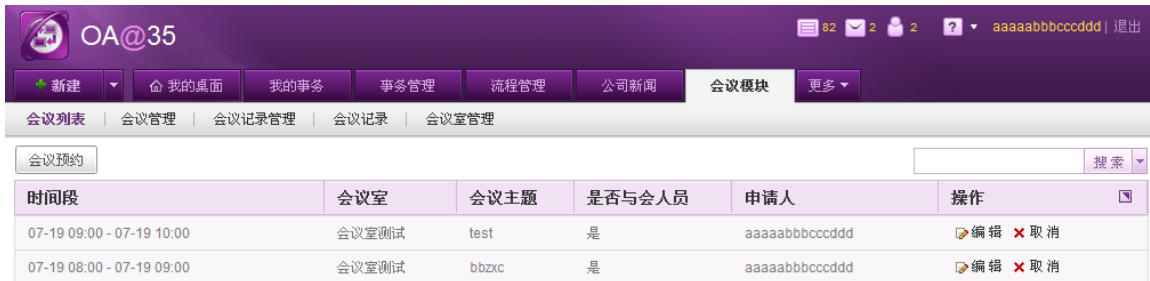 OA@35 82 2 2 ? aaaaabbbcccddd | 退出
新建 我的桌面 我的事务 事务管理 流程管理 公司新闻 会议模块 更多
会议列表 | 会议管理 | 会议记录管理 | 会议记录 | 会议室管理
会议预约 搜索
时间段 会议室 会议主题 是否与会人员 申请人 操作
07-19 09:00 - 07-19 10:00 会议室测试 test 是 aaaaabbbcccddd 编辑 取消
07-19 08:00 - 07-19 09:00 会议室测试 bbzxc 是 aaaaabbbcccddd 编辑 取消